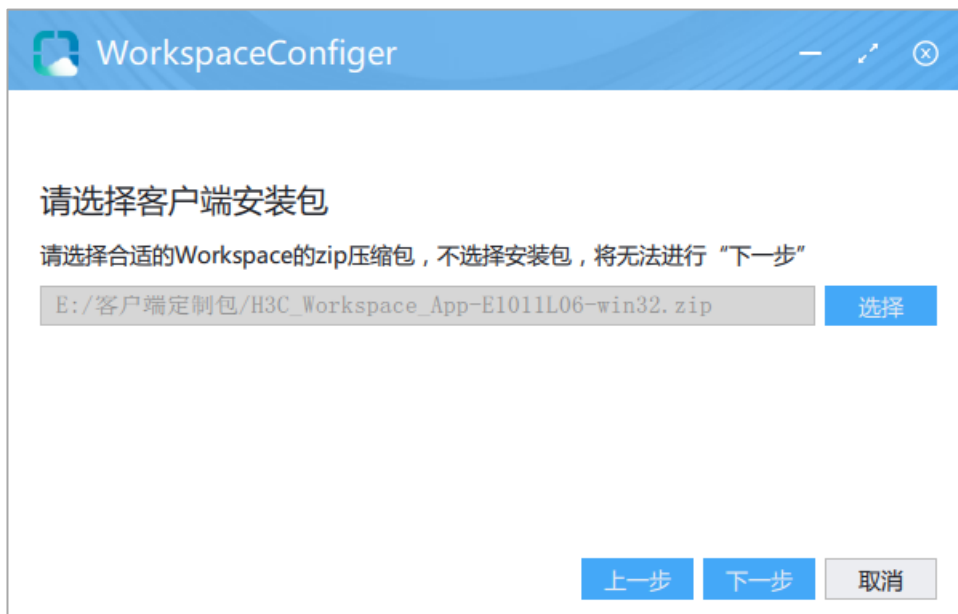 WorkspaceConfiger
请选择客户端安装包
请选择合适的Workspace的zip压缩包，不选择安装包，将无法进行“下一步”
E:/客户端定制包/H3C_Workspace_App-E1011L06-win32.zip
选择
上一步
下一步
取消